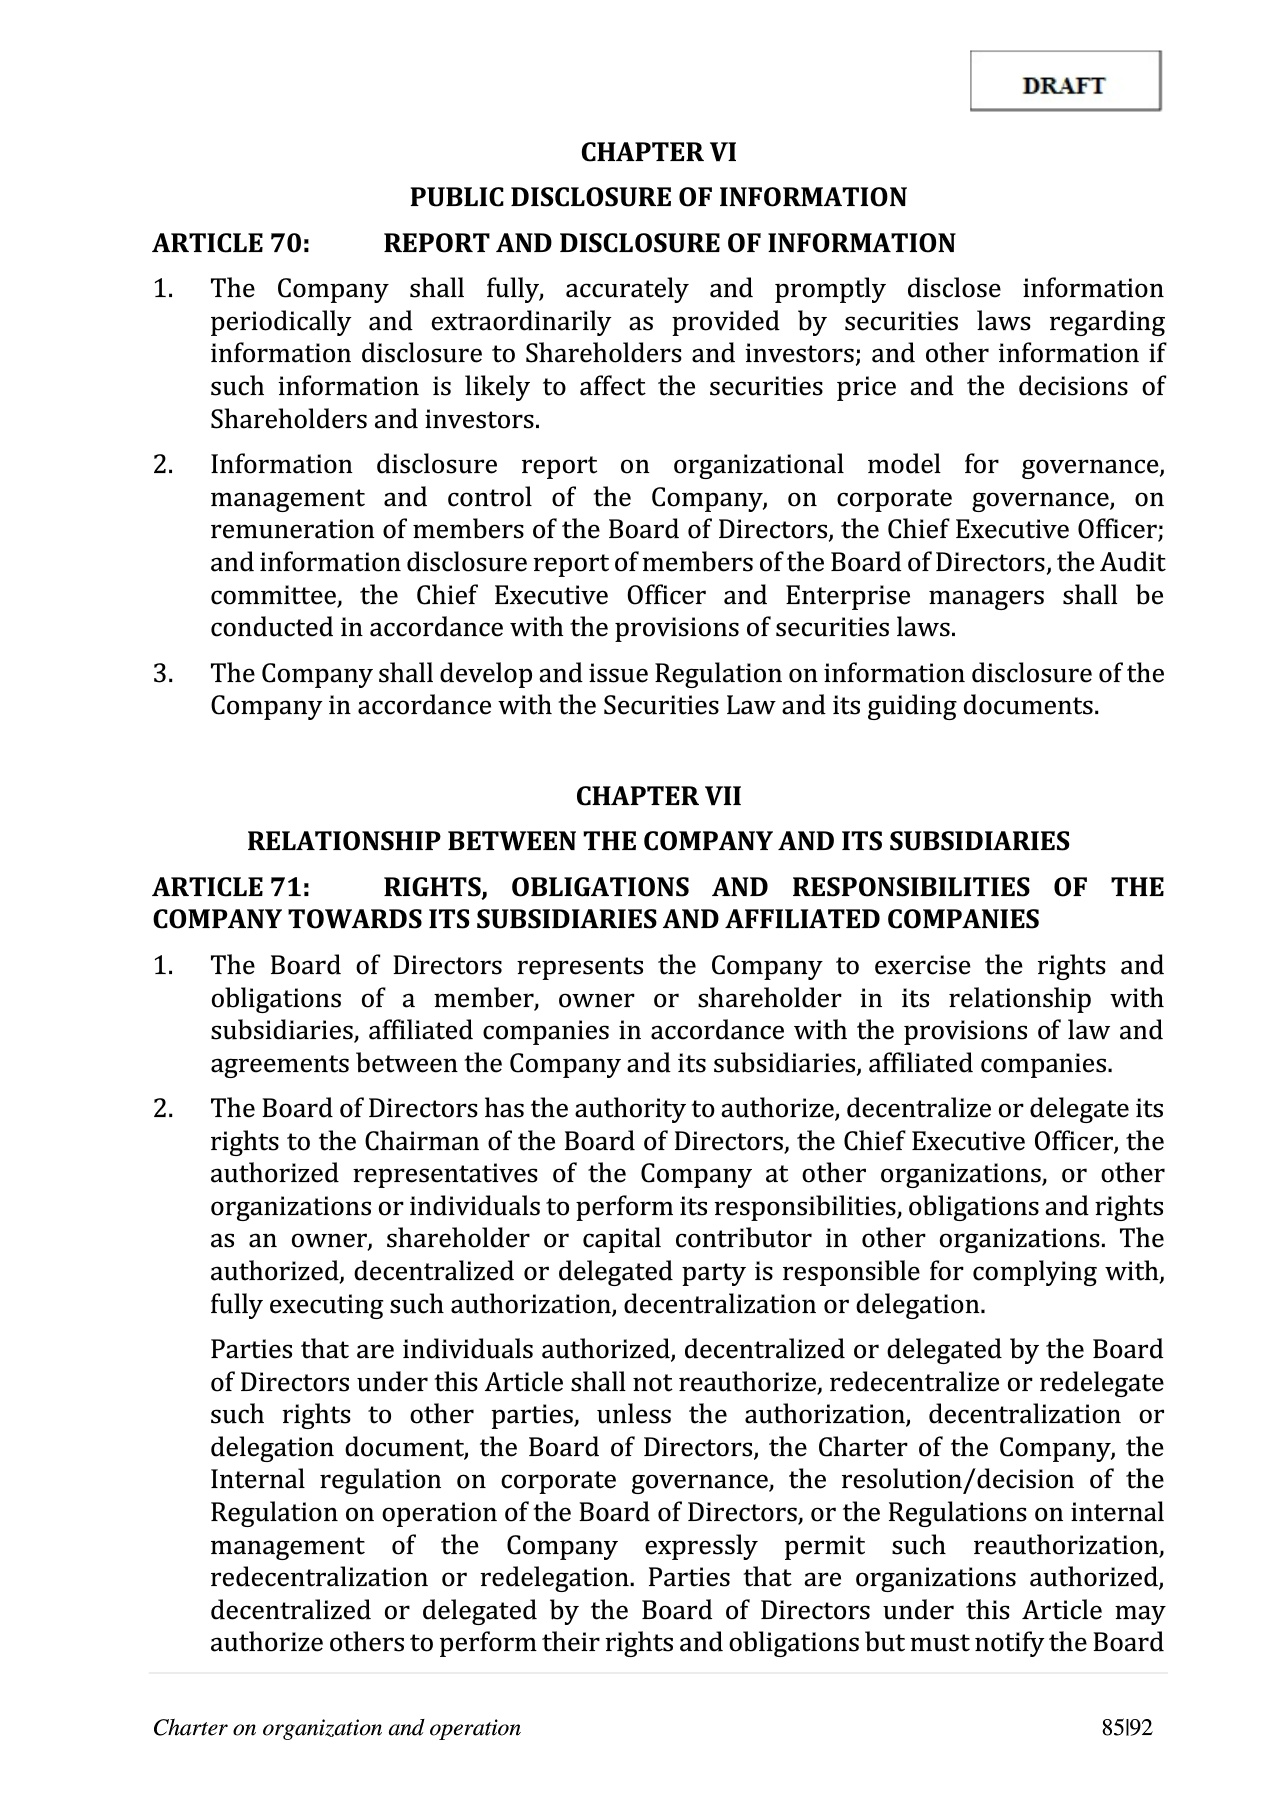 DRAFT
CHAPTER VI
PUBLIC DISCLOSURE OF INFORMATION
ARTICLE 70: REPORT AND DISCLOSURE OF INFORMATION
1. The Company shall fully, accurately and promptly disclose information
periodically and extraordinarily as provided by securities laws regarding
information disclosure to Shareholders and investors; and other information if
such information is likely to affect the securities price and the decisions of
Shareholders and investors.
2. Information disclosure report on organizational model for governance,
management and control of the Company, on corporate governance, on
remuneration of members of the Board of Directors, the Chief Executive Officer;
and information disclosure report of members of the Board of Directors, the Audit
committee, the Chief Executive Officer and Enterprise managers shall be
conducted in accordance with the provisions of securities laws.
3. The Company shall develop and issue Regulation on information disclosure of the
Company in accordance with the Securities Law and its guiding documents.
CHAPTER VII
RELATIONSHIP BETWEEN THE COMPANY AND ITS SUBSIDIARIES
ARTICLE 71: RIGHTS, OBLIGATIONS AND RESPONSIBILITIES OF THE
COMPANY TOWARDS ITS SUBSIDIARIES AND AFFILIATED COMPANIES
1. The Board of Directors represents the Company to exercise the rights and
obligations of a member, owner or shareholder in its relationship with
subsidiaries, affiliated companies in accordance with the provisions of law and
agreements between the Company and its subsidiaries, affiliated companies.
2. The Board of Directors has the authority to authorize, decentralize or delegate its
rights to the Chairman of the Board of Directors, the Chief Executive Officer, the
authorized representatives of the Company at other organizations, or other
organizations or individuals to perform its responsibilities, obligations and rights
as an owner, shareholder or capital contributor in other organizations. The
authorized, decentralized or delegated party is responsible for complying with,
fully executing such authorization, decentralization or delegation.
Parties that are individuals authorized, decentralized or delegated by the Board
of Directors under this Article shall not reauthorize, redecentralize or redelegate
such rights to other parties, unless the authorization, decentralization or
delegation document, the Board of Directors, the Charter of the Company, the
Internal regulation on corporate governance, the resolution/decision of the
Regulation on operation of the Board of Directors, or the Regulations on internal
management of the Company expressly permit such reauthorization,
redecentralization or redelegation. Parties that are organizations authorized,
decentralized or delegated by the Board of Directors under this Article may
authorize others to perform their rights and obligations but must notify the Board
Charter on organization and operation 85|92